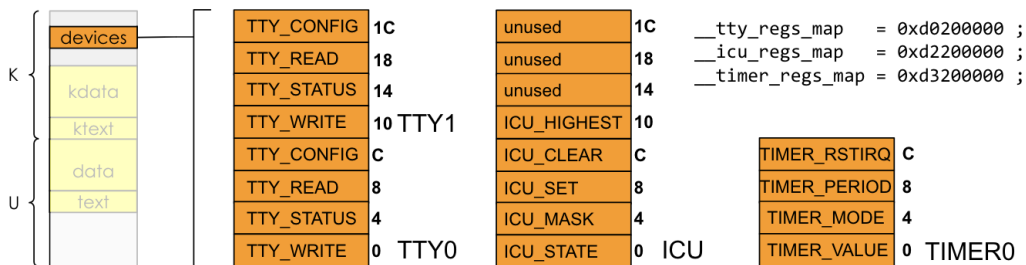 devices
K
kdata
ktext
data
U
text
TTY_CONFIG 1C
TTY_READ 18
TTY_STATUS 14
TTY_WRITE 10 TTY1
TTY_CONFIG C
TTY_READ 8
TTY_STATUS 4
TTY_WRITE 0 TTY0
unused 1C
unused 18
unused 14
ICU_HIGHEST 10
ICU_CLEAR C
ICU_SET 8
ICU_MASK 4
ICU_STATE 0 ICU
__tty_regs_map = 0xd0200000 ;
__icu_regs_map = 0xd2200000 ;
__timer_regs_map = 0xd3200000 ;
TIMER_RSTIRQ C
TIMER_PERIOD 8
TIMER_MODE 4
TIMER_VALUE 0 TIMER0